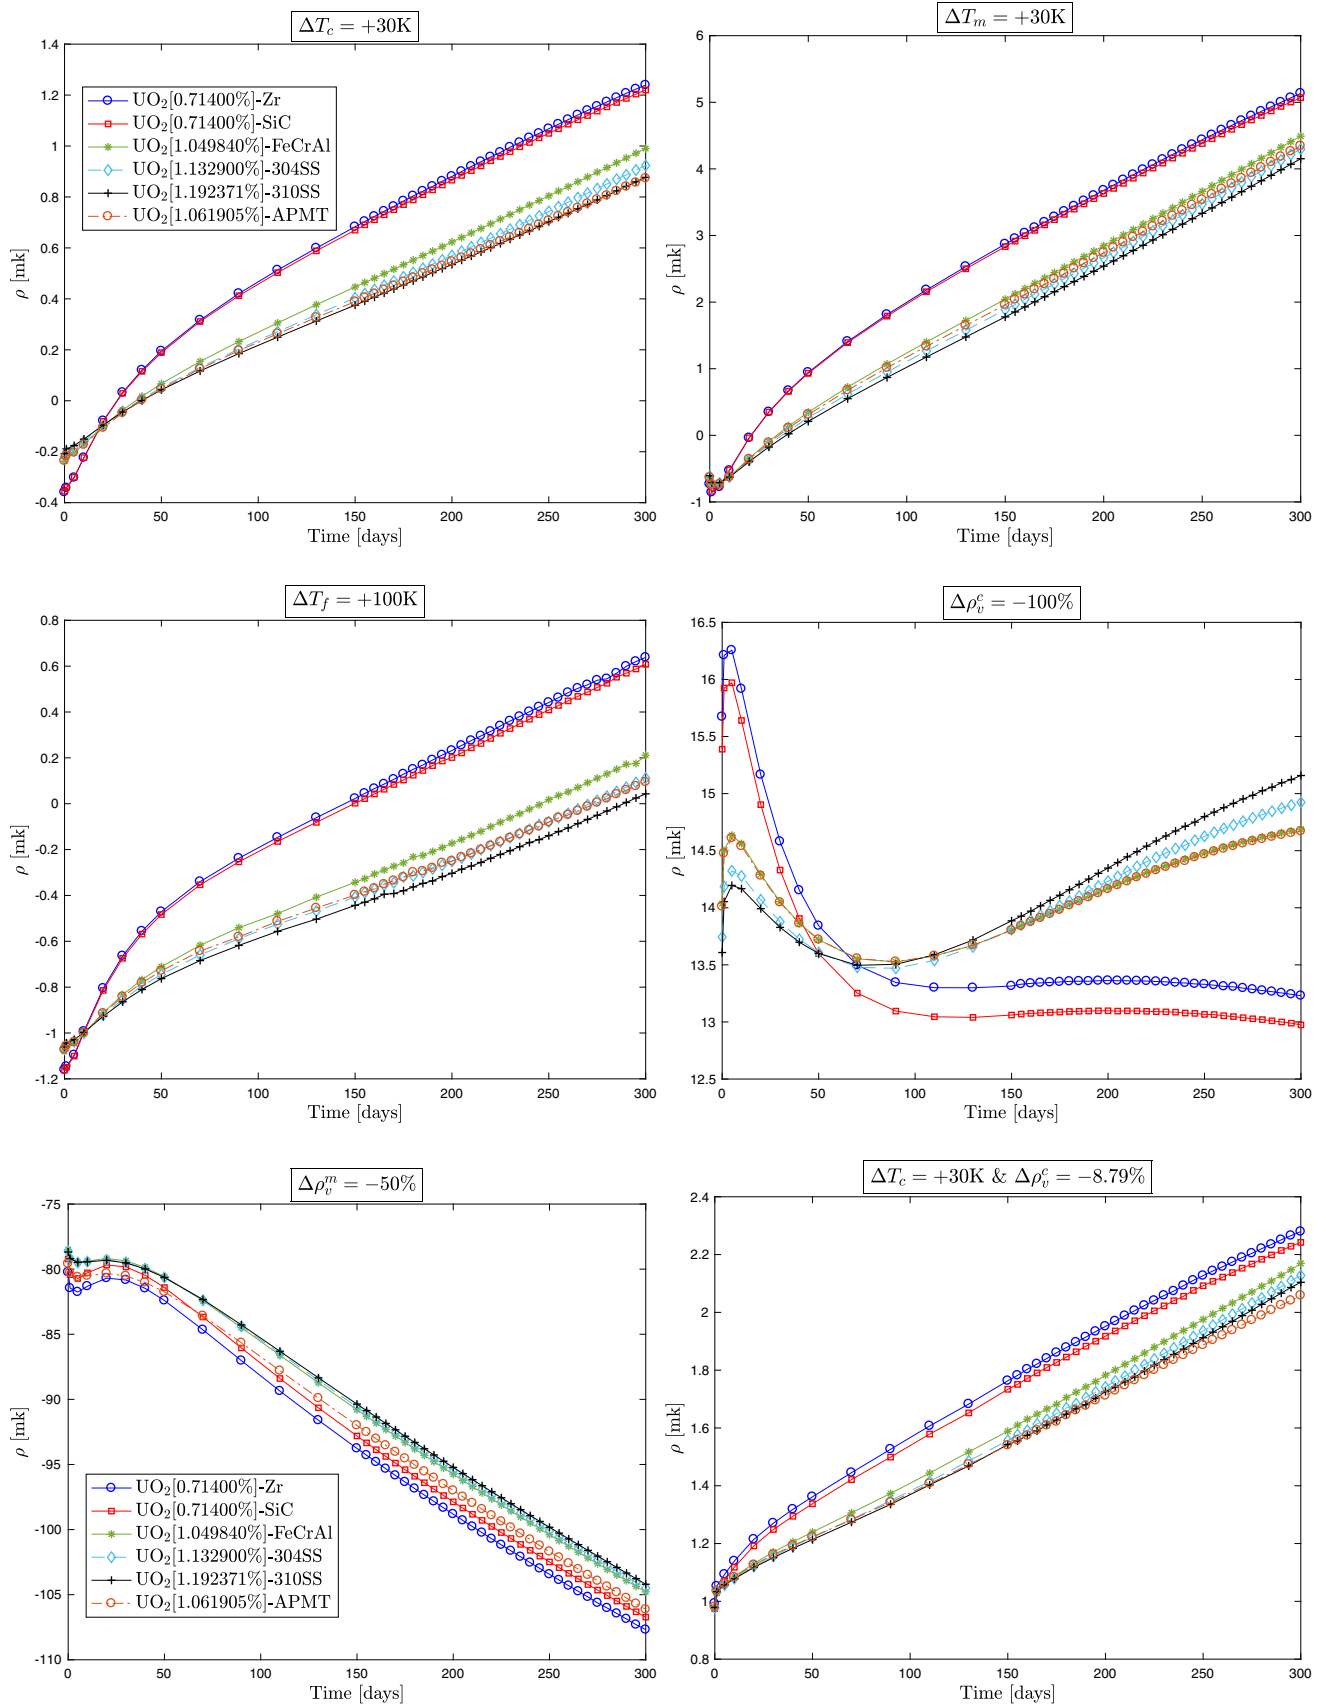 ΔT_c = +30K
1.4
1.2
1
0.8
0.6
0.4
0.2
0
-0.2
-0.4
ρ [mk]
UO₂[0.71400%]-Zr
UO₂[0.71400%]-SiC
UO₂[1.049840%]-FeCrAl
UO₂[1.132900%]-304SS
UO₂[1.192371%]-310SS
UO₂[1.061905%]-APMT
0 50 100 150 200 250 300
Time [days]
ΔT_m = +30K
6
5
4
3
2
1
0
-1
ρ [mk]
0 50 100 150 200 250 300
Time [days]
ΔT_f = +100K
0.8
0.6
0.4
0.2
0
-0.2
-0.4
-0.6
-0.8
-1
-1.2
ρ [mk]
0 50 100 150 200 250 300
Time [days]
Δρ_v^c = −100%
16.5
16
15.5
15
14.5
14
13.5
13
12.5
ρ [mk]
0 50 100 150 200 250 300
Time [days]
Δρ_v^m = −50%
-75
-80
-85
-90
-95
-100
-105
-110
ρ [mk]
UO₂[0.71400%]-Zr
UO₂[0.71400%]-SiC
UO₂[1.049840%]-FeCrAl
UO₂[1.132900%]-304SS
UO₂[1.192371%]-310SS
UO₂[1.061905%]-APMT
0 50 100 150 200 250 300
Time [days]
ΔT_c = +30K & Δρ_v^c = −8.79%
2.4
2.2
2
1.8
1.6
1.4
1.2
1
0.8
ρ [mk]
0 50 100 150 200 250 300
Time [days]